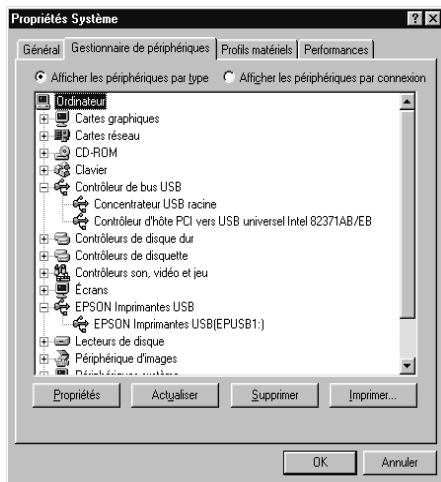 Propriétés Système
Général
Gestionnaire de périphériques
Profils matériels
Performances
Afficher les périphériques par type
Afficher les périphériques par connexion
Ordinateur
Cartes graphiques
Cartes réseau
CD-ROM
Clavier
Contrôleur de bus USB
Concentrateur USB racine
Contrôleur d'hôte PCI vers USB universel Intel 82371AB/EB
Contrôleurs de disque dur
Contrôleurs de disquette
Contrôleurs son, vidéo et jeu
Écrans
EPSON Imprimantes USB
EPSON Imprimantes USB(EPUSB1:)
Lecteurs de disque
Périphérique d'images
Propriétés
Actualiser
Supprimer
Imprimer...
OK
Annuler